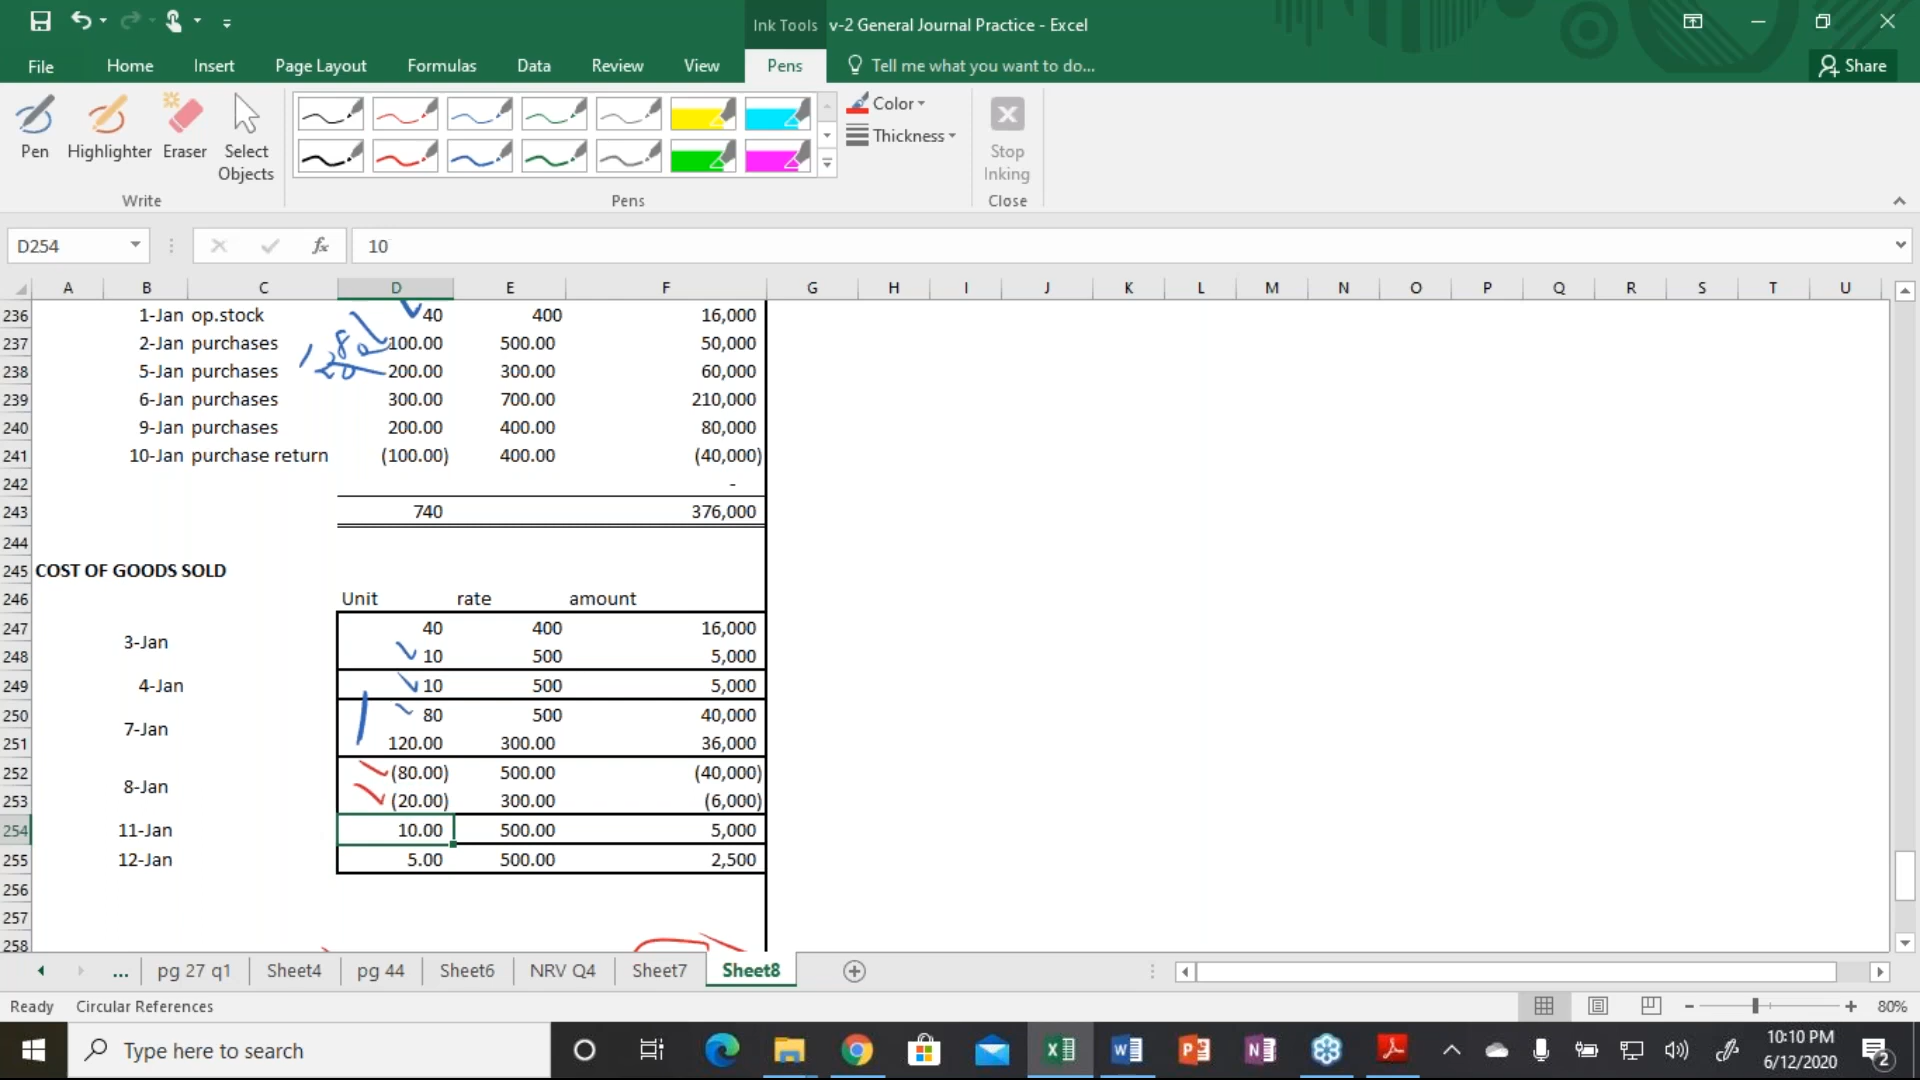 Ink Tools v-2 General Journal Practice - Excel
File Home Insert Page Layout Formulas Data Review View Pens Tell me what you want to do... Share
Pen Highlighter Eraser Select Objects
Color
Thickness
Stop Inking
Write Pens Close
D254 fx 10
A B C D E F G H I J K L M N O P Q R S T U
236 1-Jan op.stock 40 400 16,000
237 2-Jan purchases 80 100.00 500.00 50,000
238 5-Jan purchases 120 200.00 300.00 60,000
239 6-Jan purchases 300.00 700.00 210,000
240 9-Jan purchases 200.00 400.00 80,000
241 10-Jan purchase return (100.00) 400.00 (40,000)
242 -
243 740 376,000
244
245 COST OF GOODS SOLD
246 Unit rate amount
247 40 400 16,000
3-Jan
248 10 500 5,000
249 4-Jan 10 500 5,000
250 80 500 40,000
7-Jan
251 120.00 300.00 36,000
252 (80.00) 500.00 (40,000)
8-Jan
253 (20.00) 300.00 (6,000)
254 11-Jan 10.00 500.00 5,000
255 12-Jan 5.00 500.00 2,500
256
257
258
... pg 27 q1 Sheet4 pg 44 Sheet6 NRV Q4 Sheet7 Sheet8
Ready Circular References 80%
Type here to search
10:10 PM
6/12/2020
2